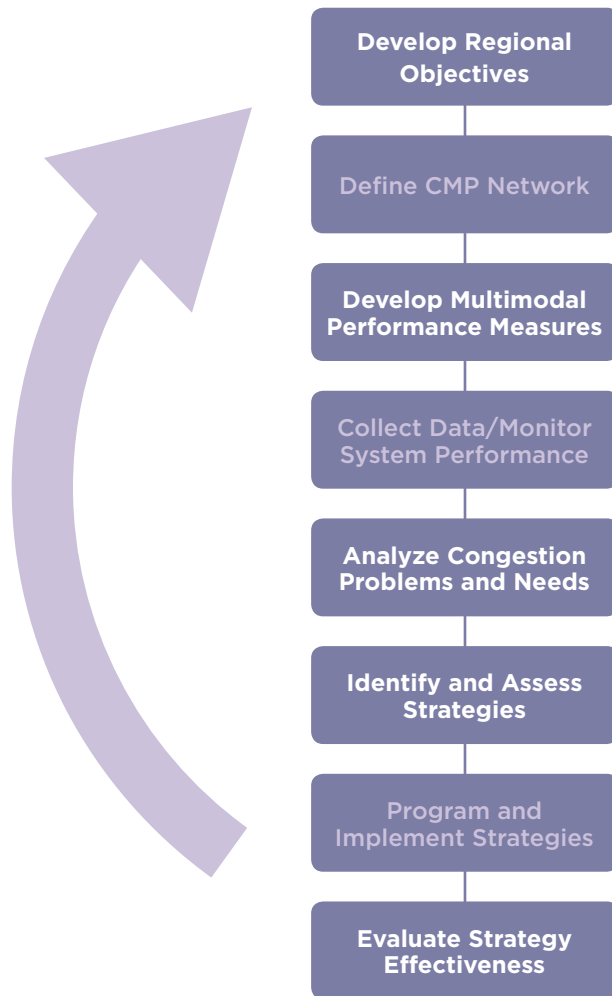 Develop Regional
Objectives
Define CMP Network
Develop Multimodal
Performance Measures
Collect Data/Monitor
System Performance
Analyze Congestion
Problems and Needs
Identify and Assess
Strategies
Program and
Implement Strategies
Evaluate Strategy
Effectiveness